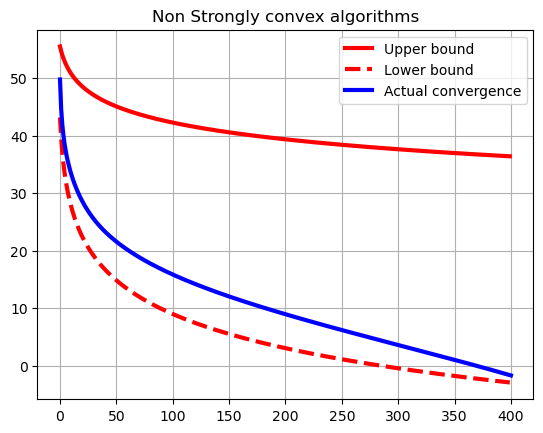 Non Strongly convex algorithms
Upper bound
Lower bound
Actual convergence
50
40
30
20
10
0
0 50 100 150 200 250 300 350 400